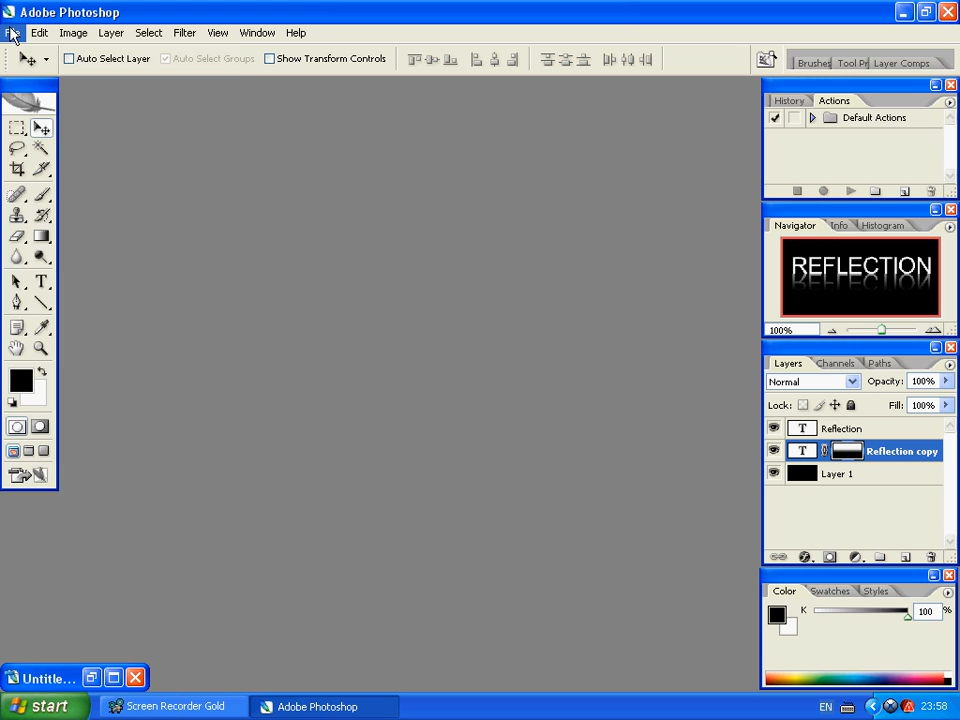 Adobe Photoshop
File Edit Image Layer Select Filter View Window Help
Auto Select Layer Auto Select Groups Show Transform Controls
Brushes Tool Pr Layer Comps
History Actions
Default Actions
Navigator Info Histogram
REFLECTION
100%
Layers Channels Paths
Normal Opacity: 100%
Lock: Fill: 100%
T Reflection
T Reflection copy
Layer 1
Color Swatches Styles
K 100 %
Untitle...
start Screen Recorder Gold Adobe Photoshop EN 23:58